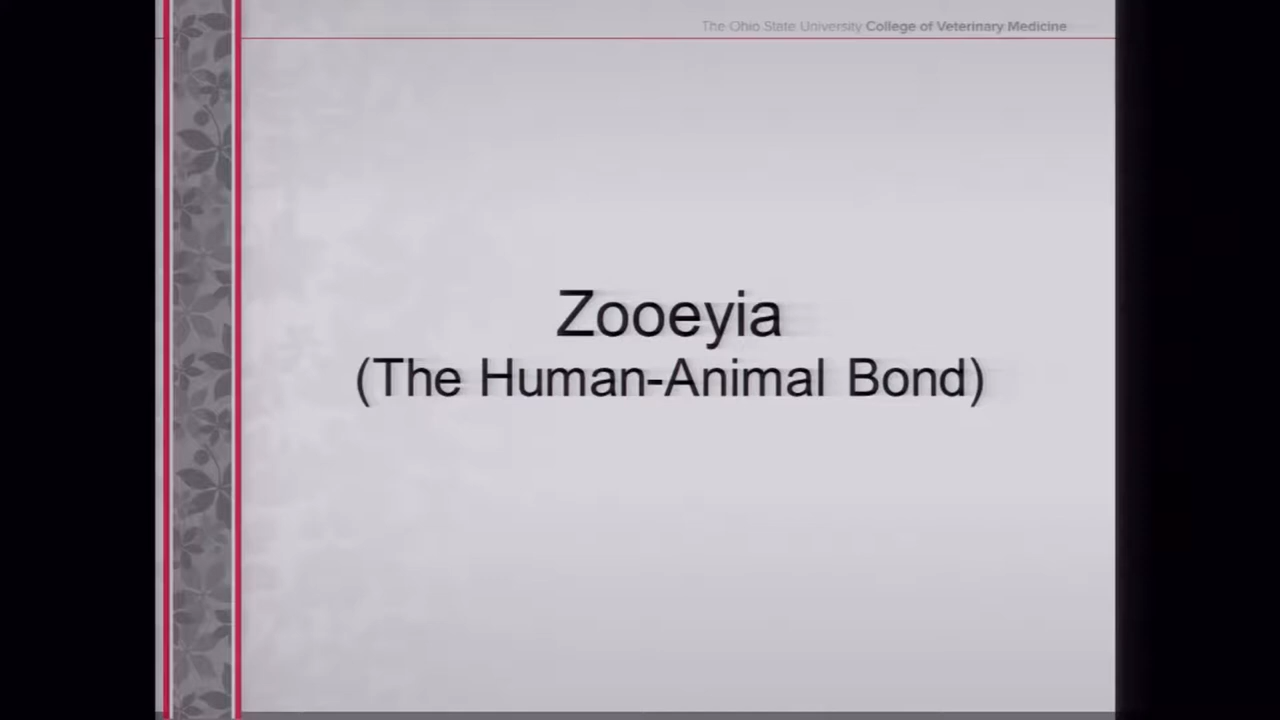 The Ohio State University College of Veterinary Medicine
Zooeyia
(The Human-Animal Bond)